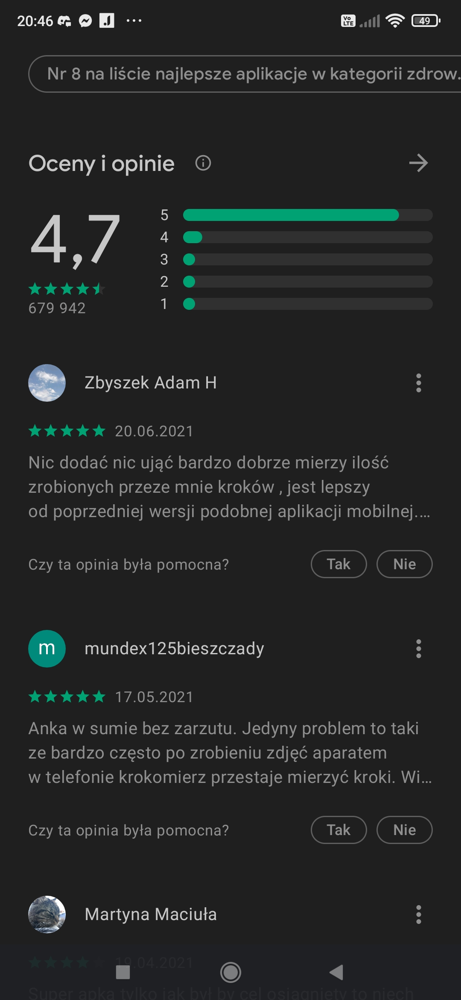 20:46
Vo LTE
49
Nr 8 na liście najlepsze aplikacje w kategorii zdrow.
Oceny i opinie
4,7
679 942
5
4
3
2
1
Zbyszek Adam H
20.06.2021
Nic dodać nic ująć bardzo dobrze mierzy ilość
zrobionych przeze mnie kroków , jest lepszy
od poprzedniej wersji podobnej aplikacji mobilnej.…
Czy ta opinia była pomocna?
Tak
Nie
m
mundex125bieszczady
17.05.2021
Anka w sumie bez zarzutu. Jedyny problem to taki
ze bardzo często po zrobieniu zdjęć aparatem
w telefonie krokomierz przestaje mierzyć kroki. Wi…
Czy ta opinia była pomocna?
Tak
Nie
Martyna Maciuła
19.04.2021
Super apka tylko jak był by cel osiągnięty to niech